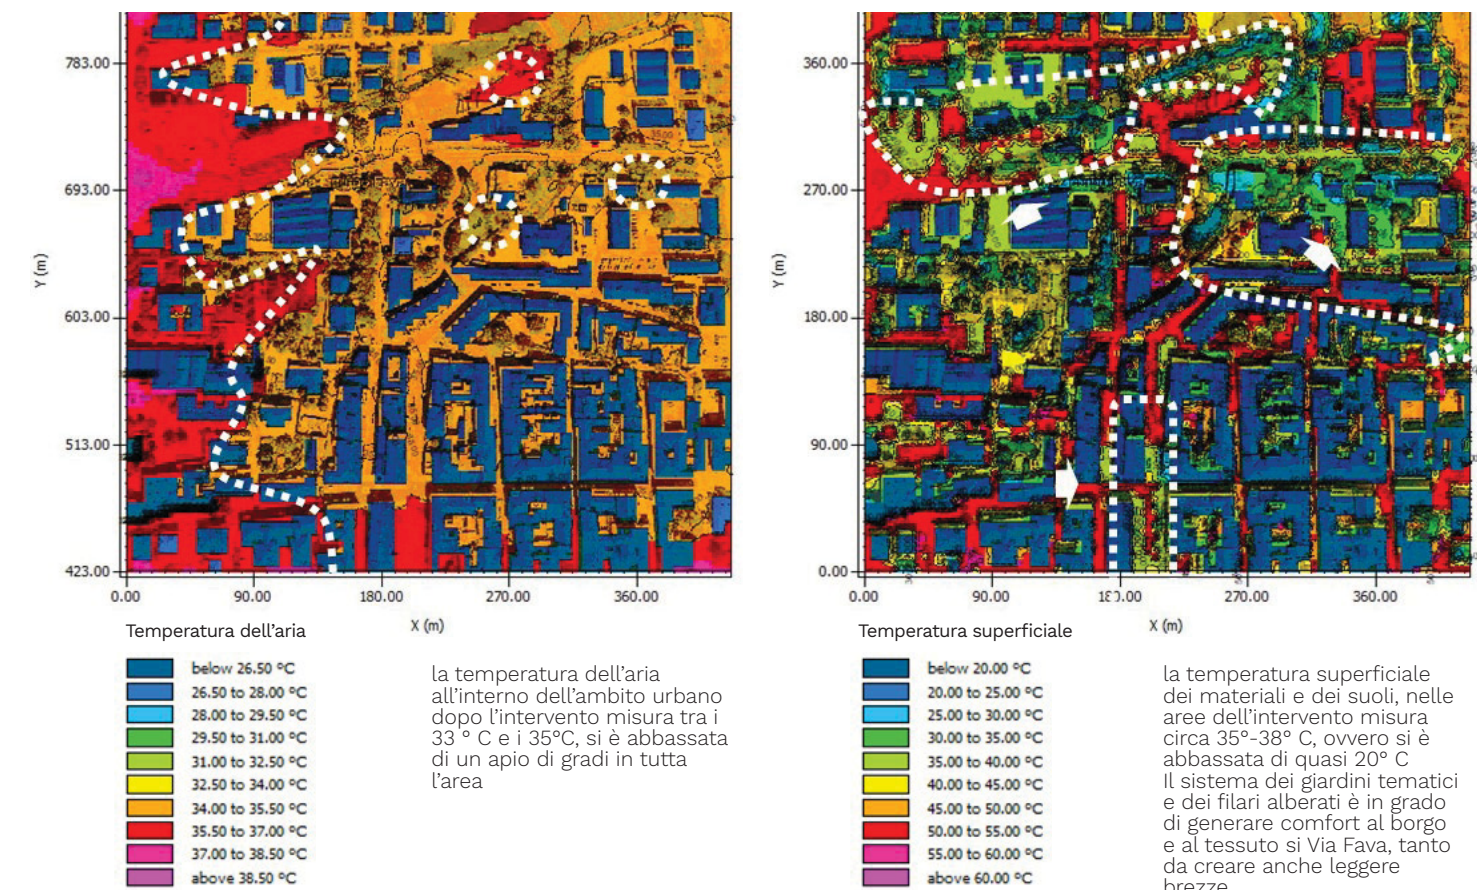 783.00
693.00
603.00
513.00
423.00
Y (m)
0.00
90.00
180.00
270.00
360.00
X (m)
Temperatura dell'aria
below 26.50 °C
26.50 to 28.00 °C
28.00 to 29.50 °C
29.50 to 31.00 °C
31.00 to 32.50 °C
32.50 to 34.00 °C
34.00 to 35.50 °C
35.50 to 37.00 °C
37.00 to 38.50 °C
above 38.50 °C
la temperatura dell'aria
all'interno dell'ambito urbano
dopo l'intervento misura tra i
33 ° C e i 35°C, si è abbassata
di un apio di gradi in tutta
l'area
360.00
270.00
180.00
90.00
0.00
Y (m)
0.00
90.00
180.00
270.00
360.00
X (m)
Temperatura superficiale
below 20.00 °C
20.00 to 25.00 °C
25.00 to 30.00 °C
30.00 to 35.00 °C
35.00 to 40.00 °C
40.00 to 45.00 °C
45.00 to 50.00 °C
50.00 to 55.00 °C
55.00 to 60.00 °C
above 60.00 °C
la temperatura superficiale
dei materiali e dei suoli, nelle
aree dell'intervento misura
circa 35°-38° C, ovvero si è
abbassata di quasi 20° C
Il sistema dei giardini tematici
e dei filari alberati è in grado
di generare comfort al borgo
e al tessuto si Via Fava, tanto
da creare anche leggere
brezze